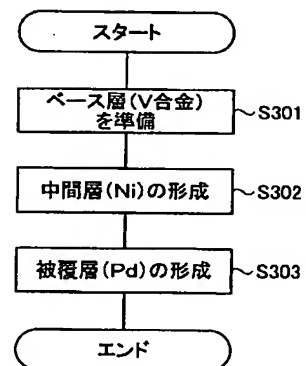 スタート
ベース層(V合金)
を準備
S301
中間層(Ni)の形成
S302
被覆層(Pd)の形成
S303
エンド